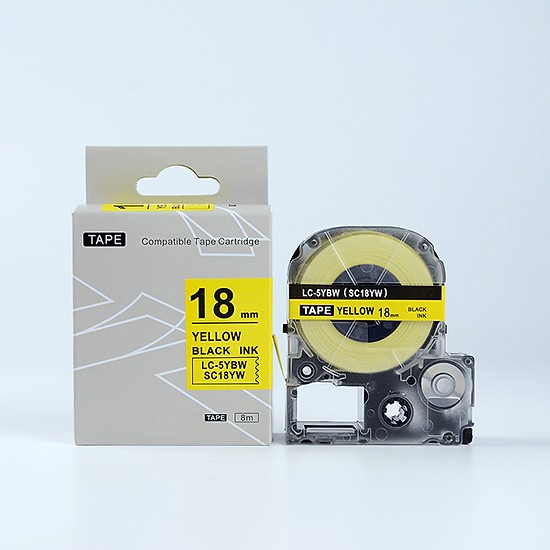 TAPE
Compatible Tape Cartridge
18 mm
YELLOW
BLACK INK
LC-5YBW
SC18YW
TAPE 8m
LC-5YBW (SC18YW)
TAPE YELLOW 18mm BLACK INK